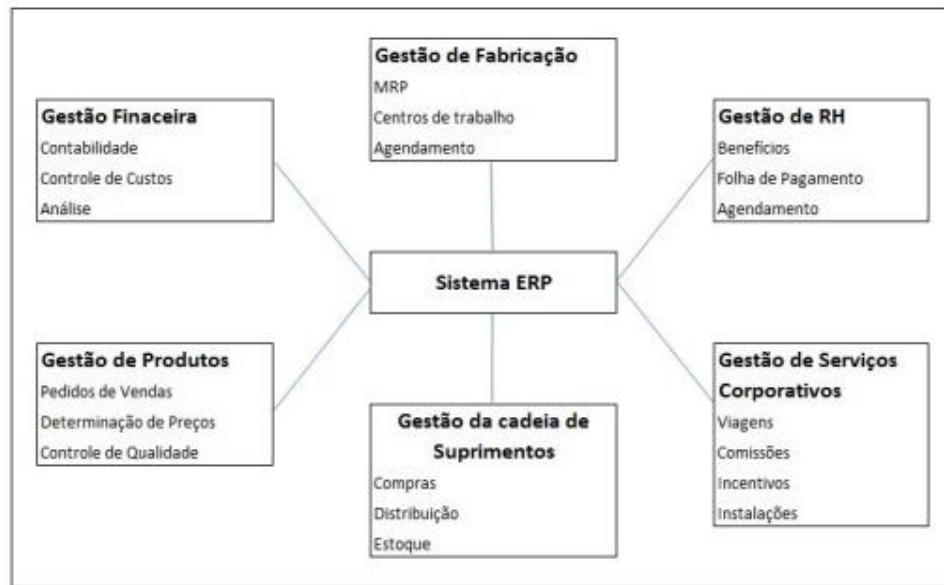 Gestão de Fabricação
MRP
Centros de trabalho
Agendamento
Gestão Finaceira
Contabilidade
Controle de Custos
Análise
Gestão de RH
Benefícios
Folha de Pagamento
Agendamento
Sistema ERP
Gestão de Produtos
Pedidos de Vendas
Determinação de Preços
Controle de Qualidade
Gestão da cadeia de
Suprimentos
Compras
Distribuição
Estoque
Gestão de Serviços
Corporativos
Viagens
Comissões
Incentivos
Instalações